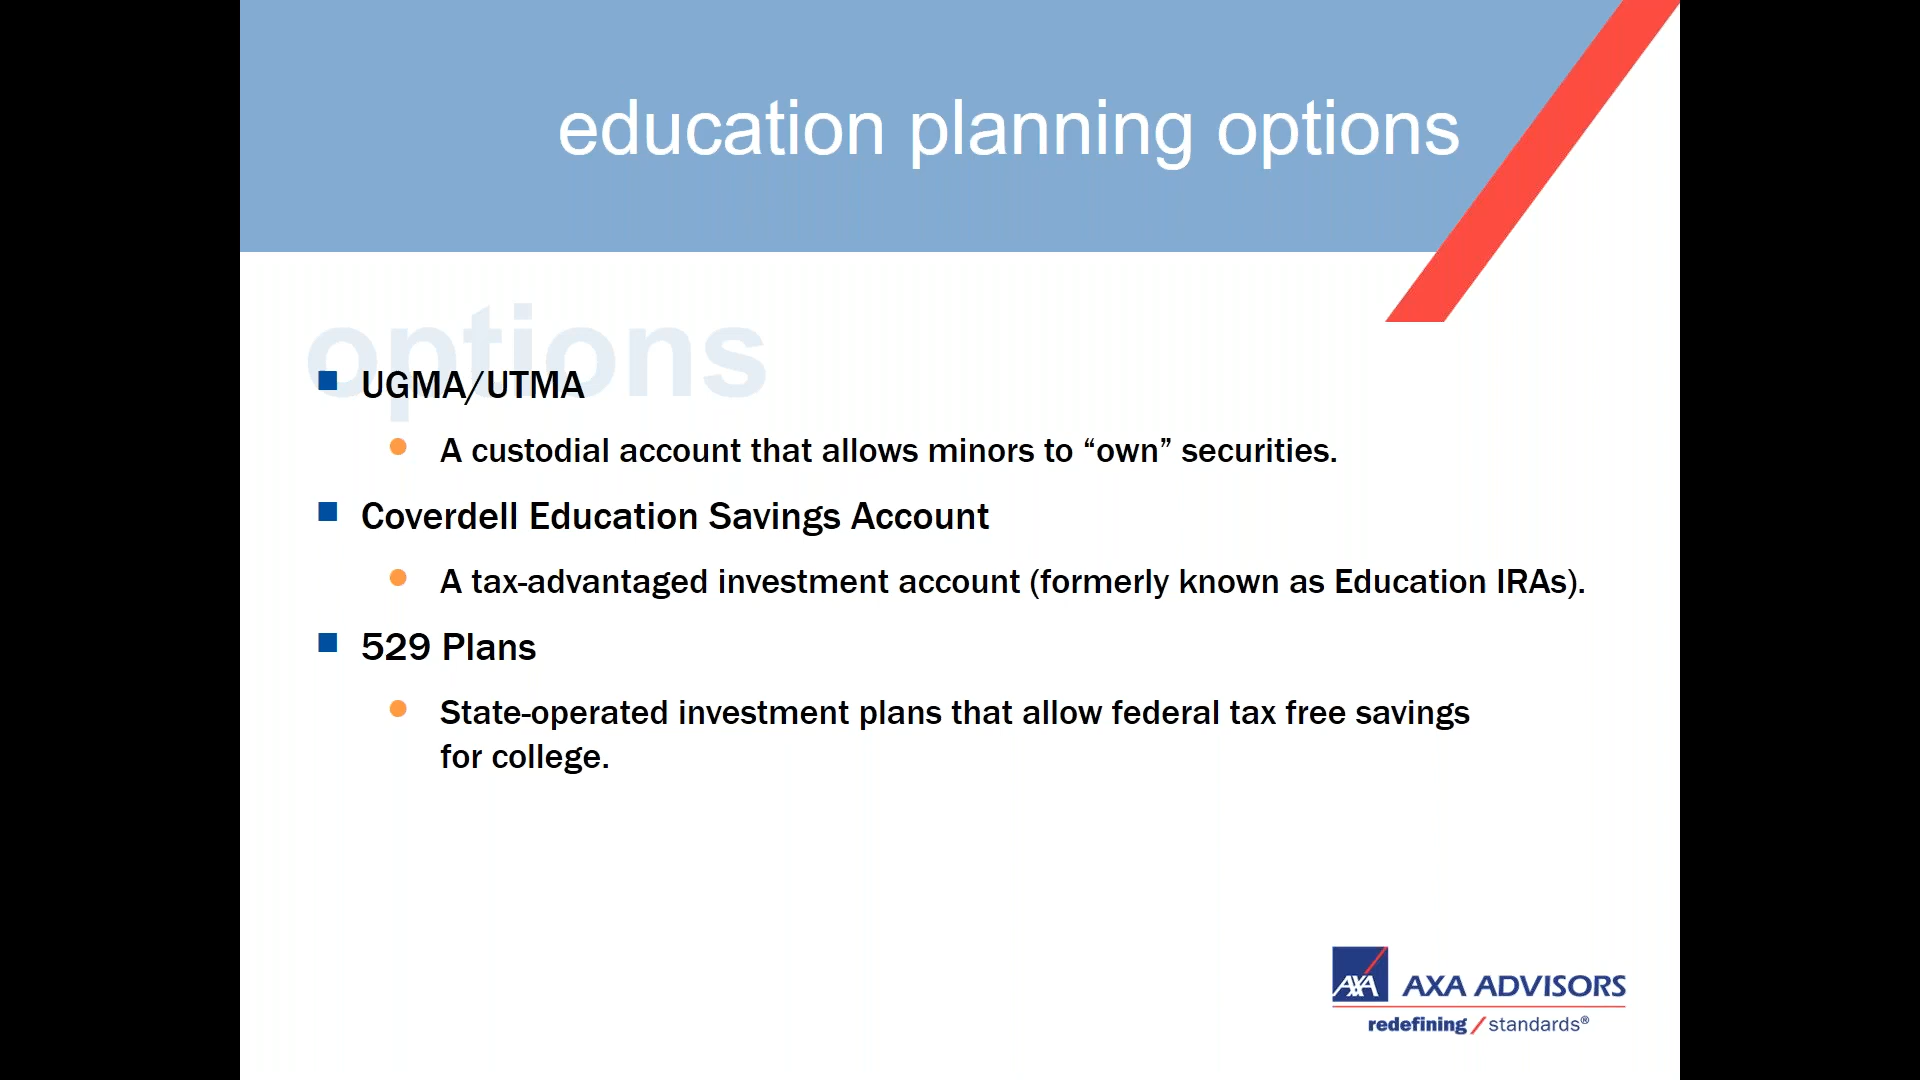 education planning options
options
UGMA/UTMA
A custodial account that allows minors to “own” securities.
Coverdell Education Savings Account
A tax-advantaged investment account (formerly known as Education IRAs).
529 Plans
State-operated investment plans that allow federal tax free savings
for college.
AXA AXA ADVISORS
redefining / standards®